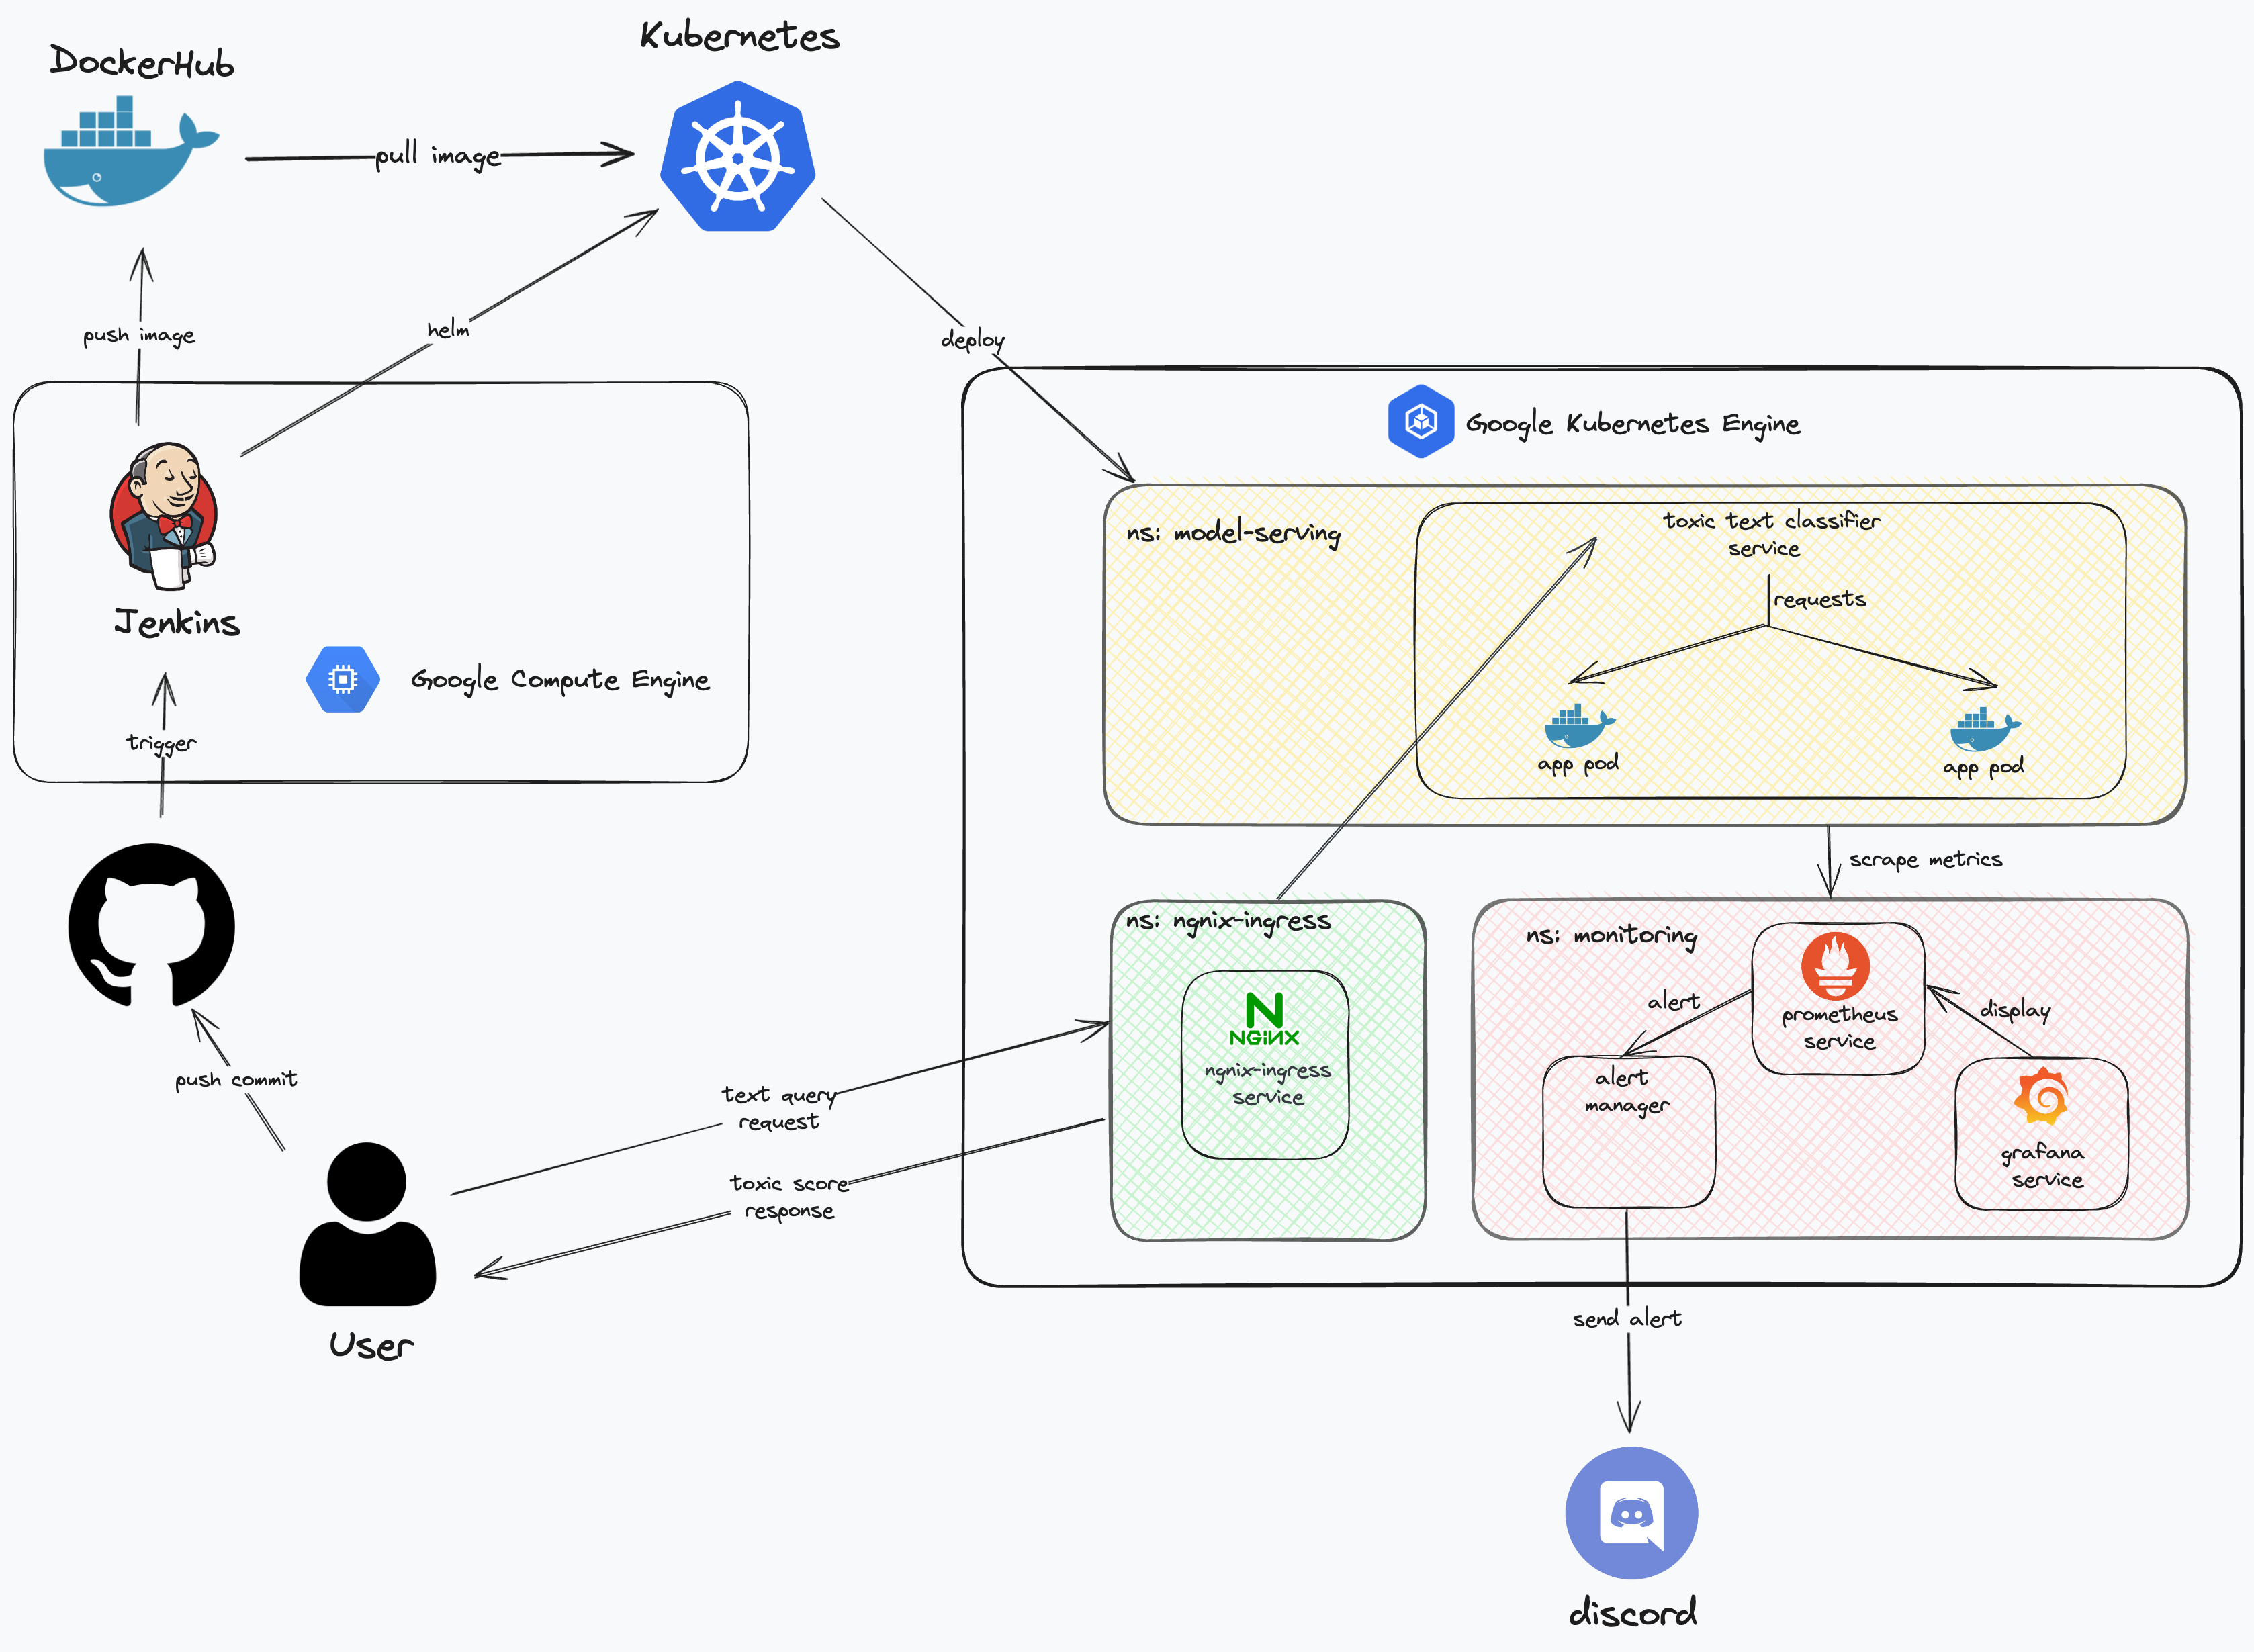 Kubernetes
DockerHub
pull image
push image
helm
deploy
Google Kubernetes Engine
ns: model-serving
toxic text classifier
service
requests
app pod
app pod
Jenkins
Google Compute Engine
trigger
scrape metrics
ns: ngnix-ingress
NGINX
ngnix-ingress
service
ns: monitoring
prometheus
service
alert
display
alert
manager
grafana
service
push commit
text query
request
toxic score
response
User
send alert
discord